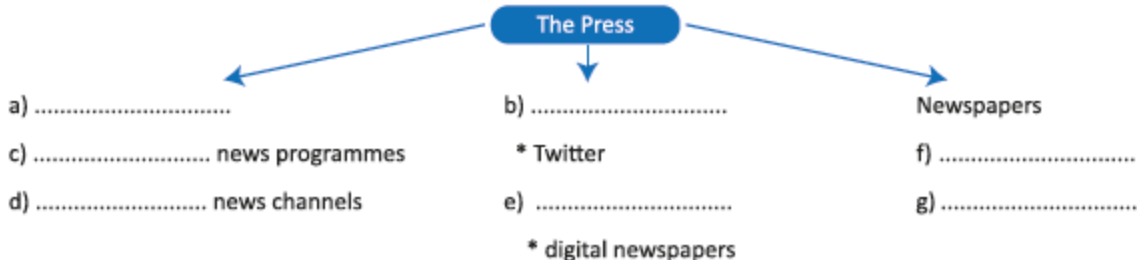 The Press
a) ............................... b) ............................... Newspapers
c) ............................ news programmes * Twitter f) ...............................
d) ........................... news channels e) ............................... g) ...............................
* digital newspapers